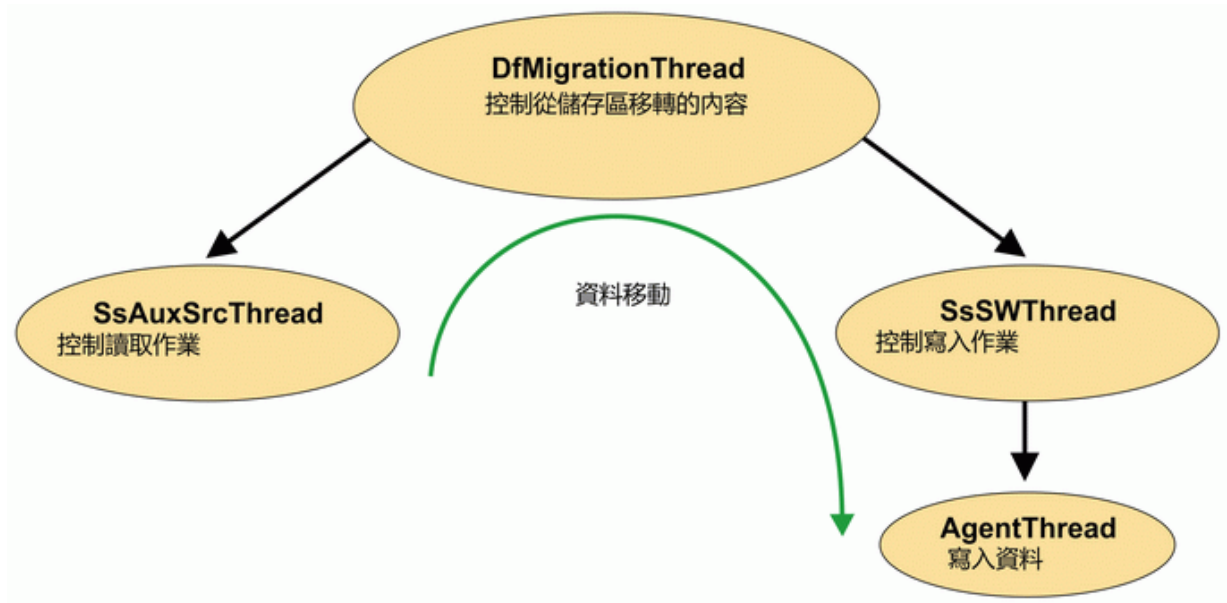 DfMigrationThread
控制從儲存區移轉的內容
資料移動
SsAuxSrcThread
控制讀取作業
SsSWThread
控制寫入作業
AgentThread
寫入資料